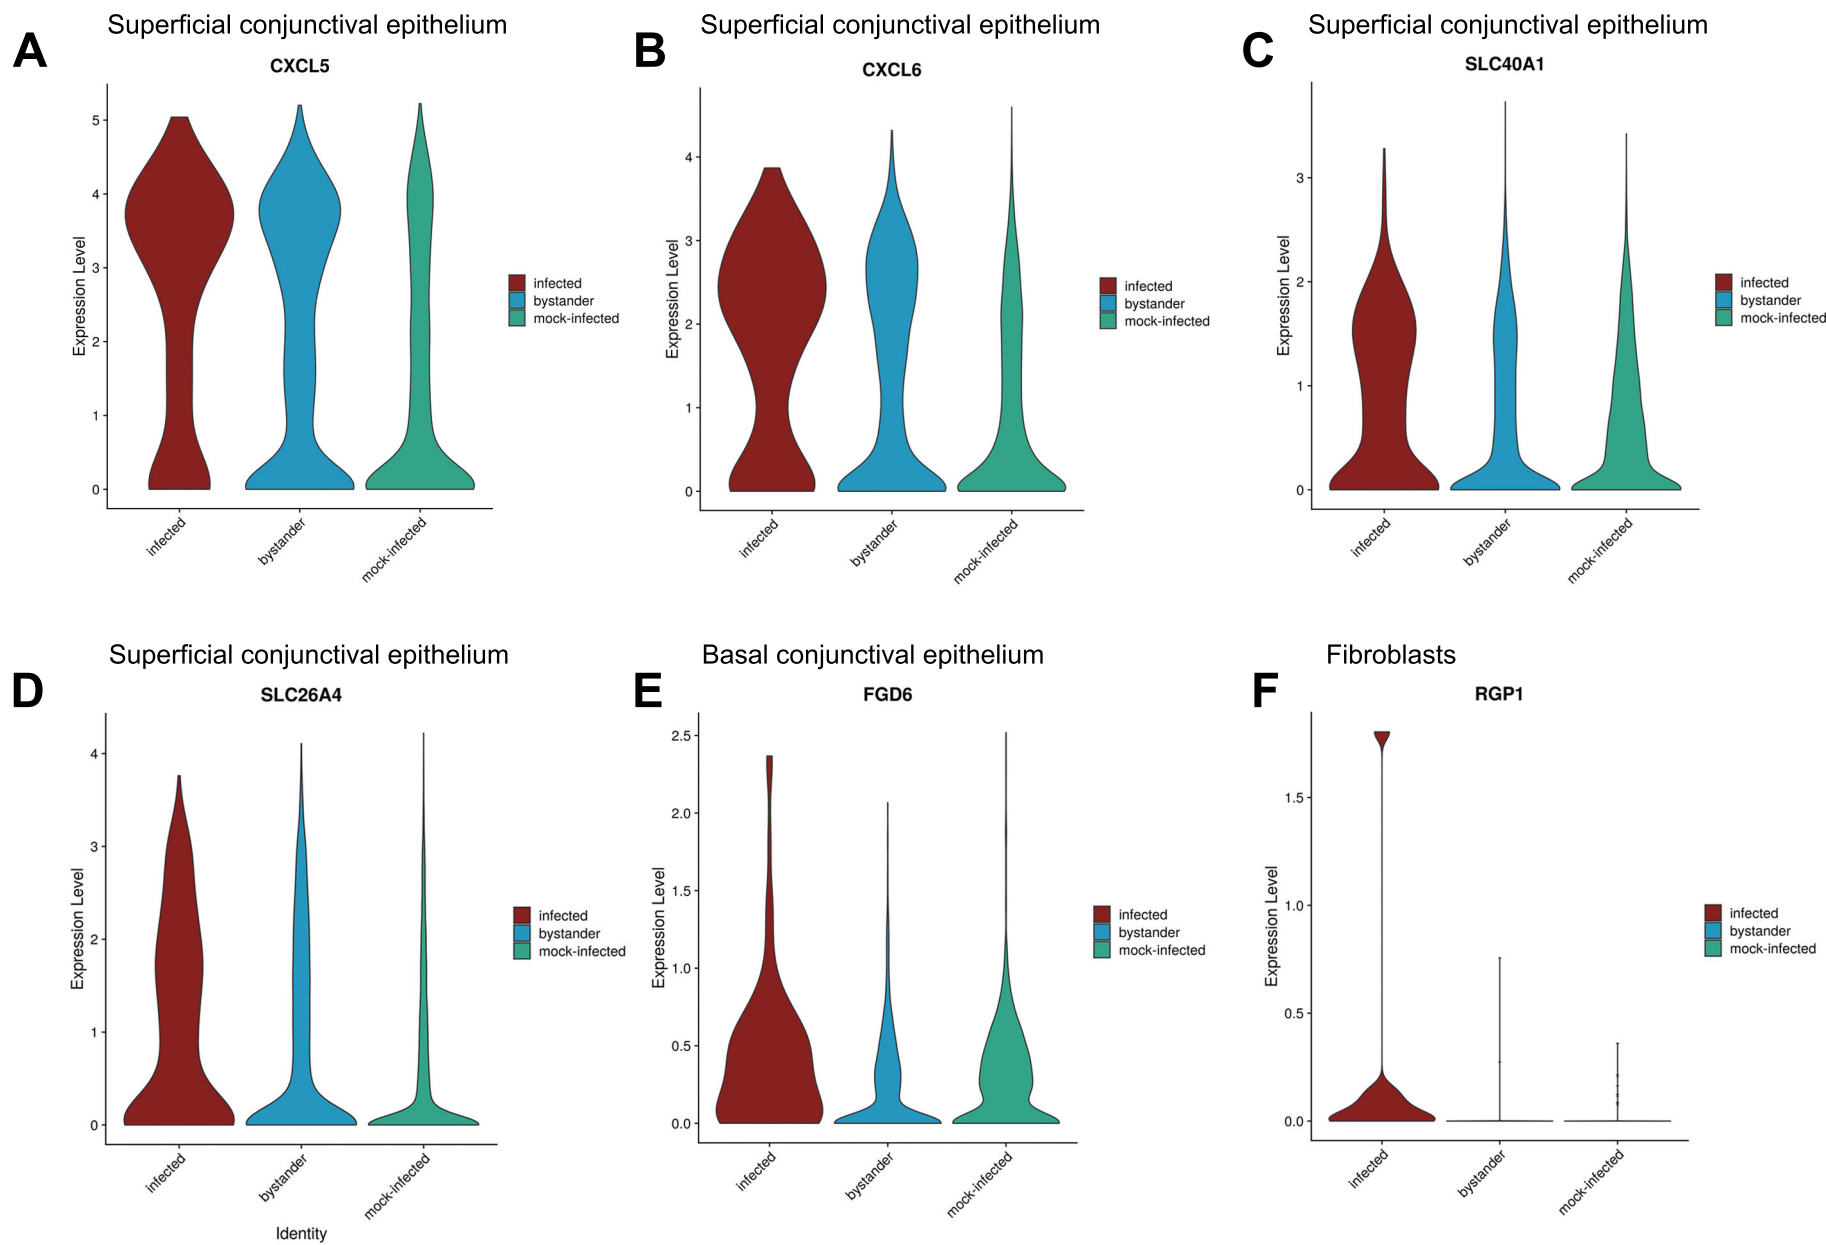 A
Superficial conjunctival epithelium
CXCL5
Expression Level
5
4
3
2
1
0
infected
bystander
mock-infected
infected
bystander
mock-infected
B
Superficial conjunctival epithelium
CXCL6
Expression Level
4
3
2
1
0
infected
bystander
mock-infected
infected
bystander
mock-infected
C
Superficial conjunctival epithelium
SLC40A1
Expression Level
3
2
1
0
infected
bystander
mock-infected
infected
bystander
mock-infected
D
Superficial conjunctival epithelium
SLC26A4
Expression Level
4
3
2
1
0
infected
bystander
mock-infected
Identity
infected
bystander
mock-infected
E
Basal conjunctival epithelium
FGD6
Expression Level
2.5
2.0
1.5
1.0
0.5
0.0
infected
bystander
mock-infected
infected
bystander
mock-infected
F
Fibroblasts
RGP1
Expression Level
1.5
1.0
0.5
0.0
infected
bystander
mock-infected
infected
bystander
mock-infected